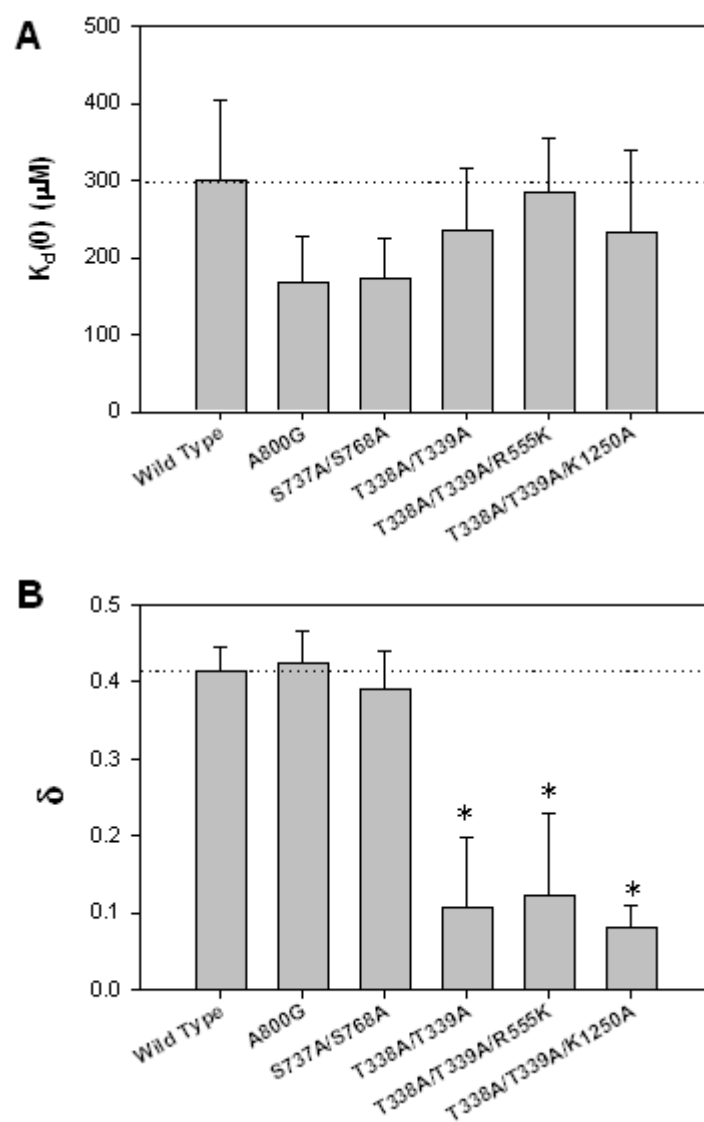 A
500
400
300
200
100
0
K_d(0) (μM)
Wild Type
A800G
S737A/S768A
T338A/T339A
T338A/T339A/R555K
T338A/T339A/K1250A
B
0.5
0.4
0.3
0.2
0.1
0.0
δ
*
*
*
Wild Type
A800G
S737A/S768A
T338A/T339A
T338A/T339A/R555K
T338A/T339A/K1250A